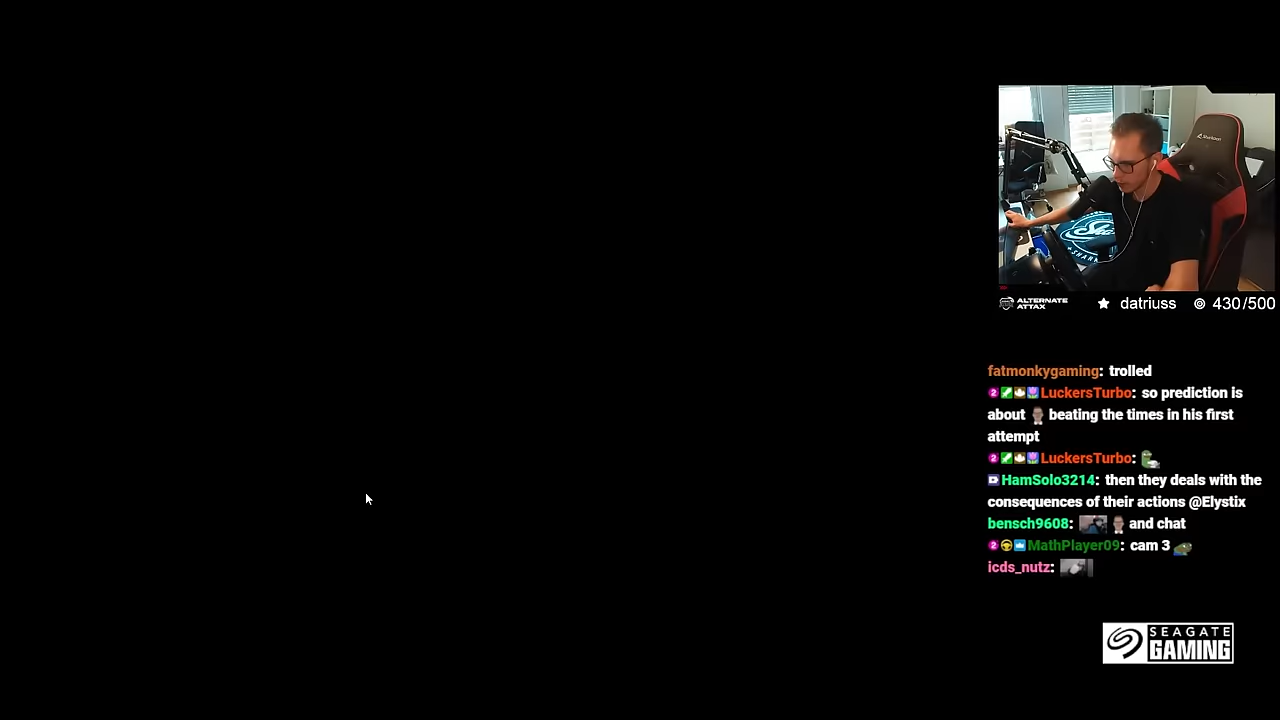 ALTERNATE
ATTAX
datriuss
430/500
fatmonkygaming: trolled
LuckersTurbo: so prediction is
about beating the times in his first
attempt
LuckersTurbo:
HamSolo3214: then they deals with the
consequences of their actions @Elystix
bensch9608: and chat
MathPlayer09: cam 3
icds_nutz:
SEAGATE
GAMING